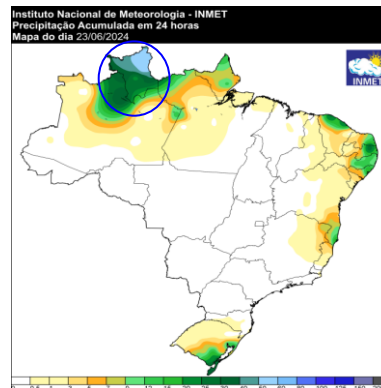 Instituto Nacional de Meteorologia - INMET
Precipitação Acumulada em 24 horas
Mapa do dia 23/06/2024
INMET